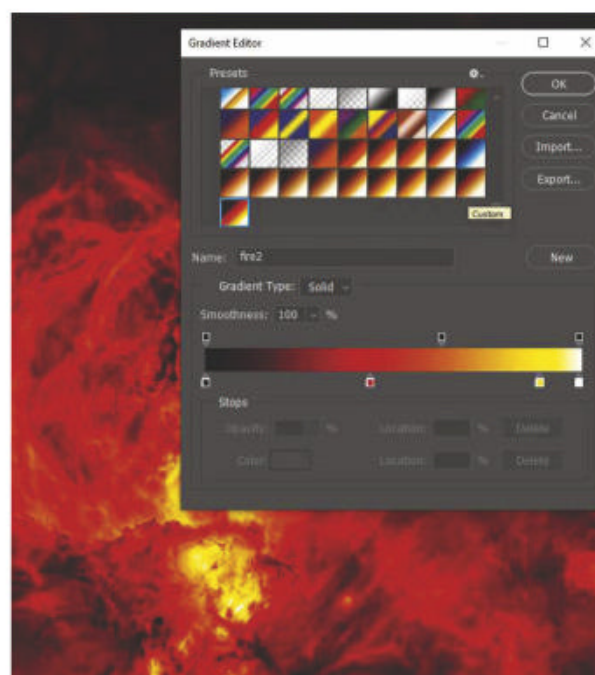 Gradient Editor
Presets
OK
Cancel
Import...
Export...
Custom
Name: fire2
New
Gradient Type: Solid
Smoothness: 100 %
Stops
Opacity: % Location: % Delete
Color: Location: % Delete